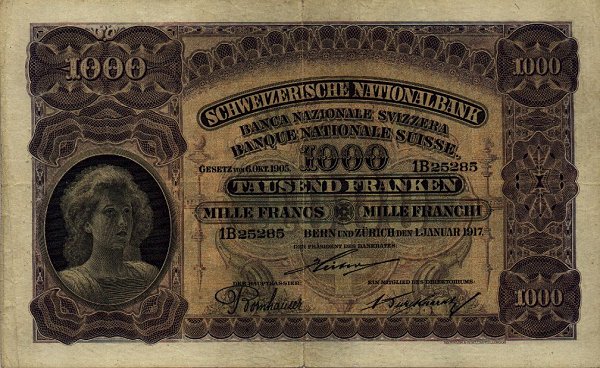 1000
1000
SCHWEIZERISCHE NATIONALBANK
BANCA NAZIONALE SVIZZERA
BANQUE NATIONALE SUISSE
1000
GESETZ VOM 6. OKT. 1905.
1B25285
TAUSEND FRANKEN
MILLE FRANCS
MILLE FRANCHI
1B25285
BERN UND ZÜRICH DEN 1. JANUAR 1917.
DER PRÄSIDENT DES BANKRATES:
DER HAUPTKASSIER:
EIN MITGLIED DES DIREKTORIUMS:
Bornhauser
1000